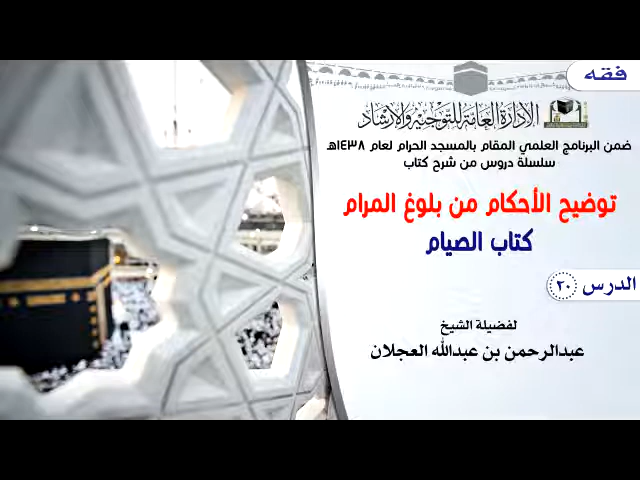 فقه
الإدارة العامة للتوجيه والإرشاد
ضمن البرنامج العلمي المقام بالمسجد الحرام لعام ١٤٣٨هـ
سلسلة دروس من شرح كتاب
توضيح الأحكام من بلوغ المرام
كتاب الصيام
الدرس ٢٠
لفضيلة الشيخ
عبدالرحمن بن عبدالله العجلان